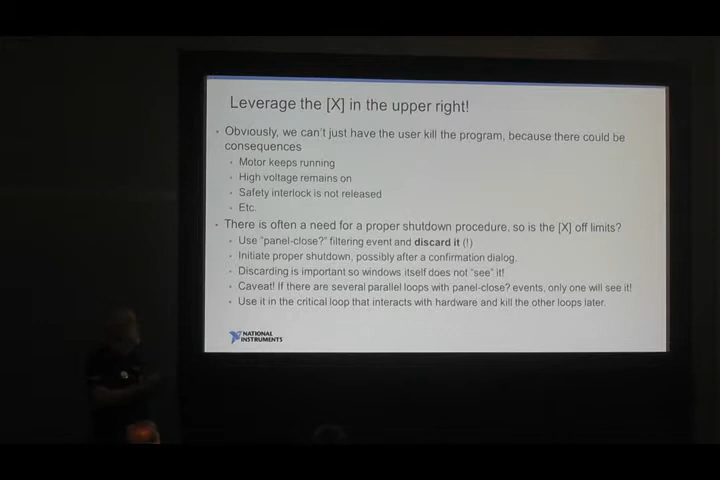 Leverage the [X] in the upper right!
• Obviously, we can't just have the user kill the program, because there could be
consequences
• Motor keeps running
• High voltage remains on
• Safety interlock is not released
• Etc.
• There is often a need for a proper shutdown procedure, so is the [X] off limits?
• Use "panel-close?" filtering event and discard it (!)
• Initiate proper shutdown, possibly after a confirmation dialog.
• Discarding is important so windows itself does not "see" it!
• Caveat! If there are several parallel loops with panel-close? events, only one will see it!
• Use it in the critical loop that interacts with hardware and kill the other loops later.
NATIONAL
INSTRUMENTS